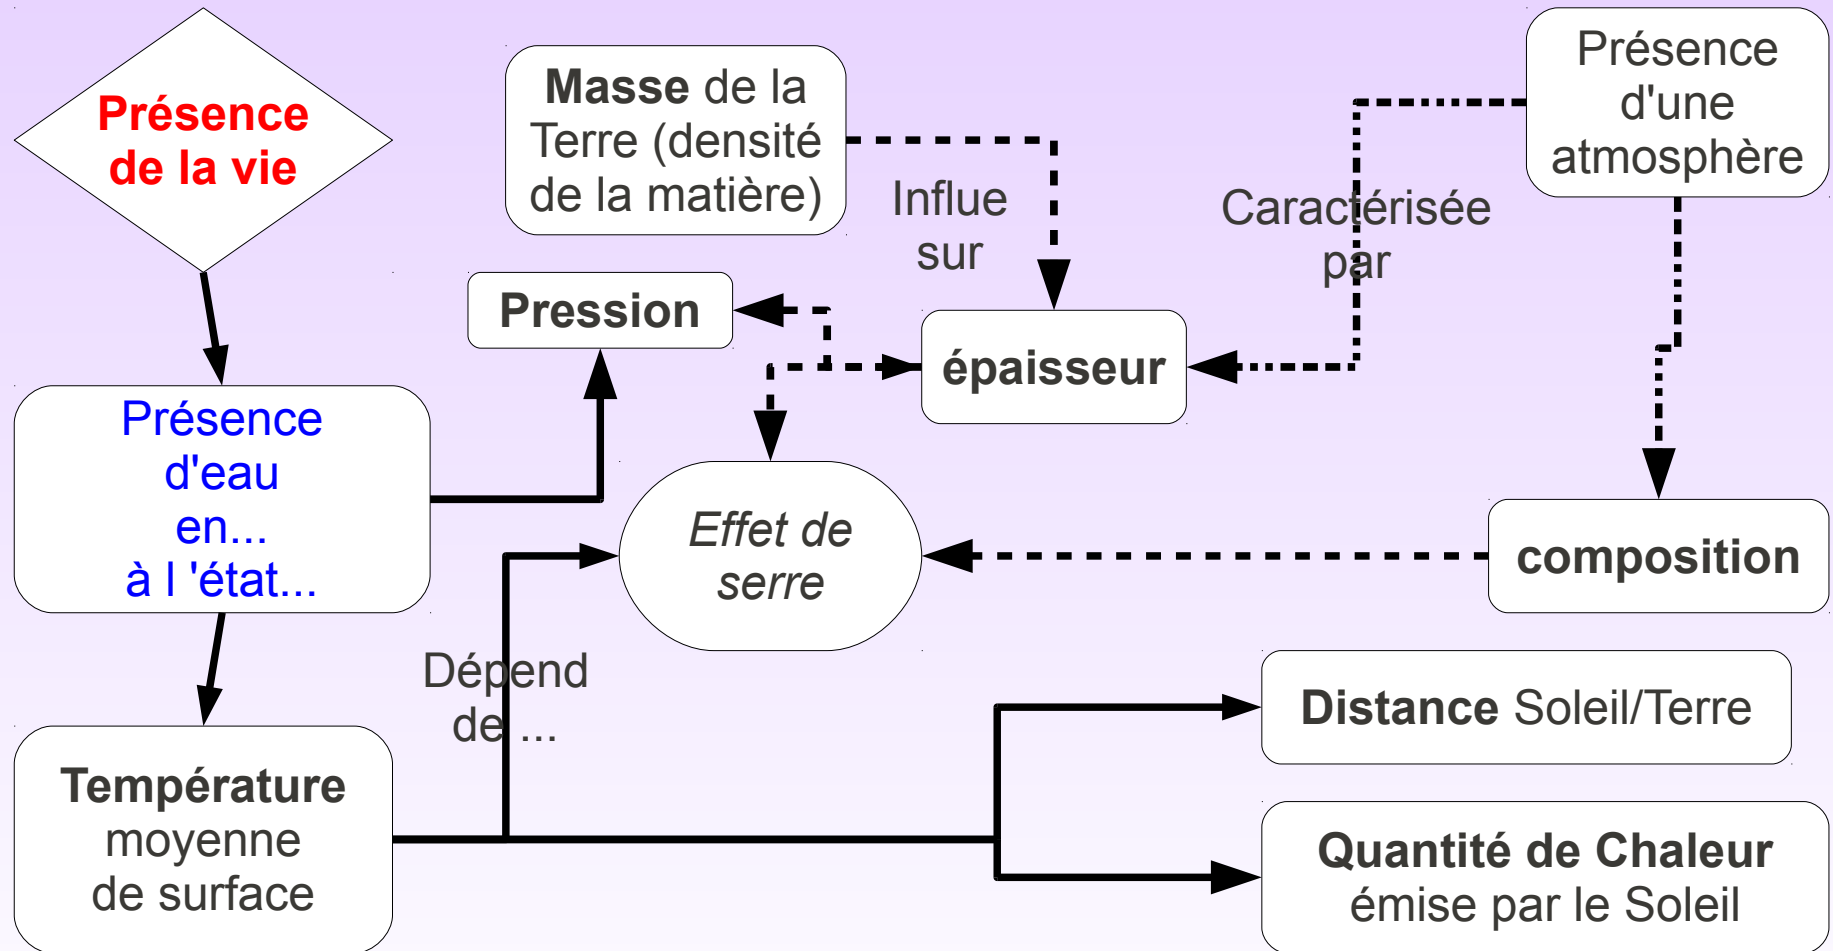 Présence
de la vie
Masse de la
Terre (densité
de la matière)
Présence
d'une
atmosphère
Influe
sur
Caractérisée
par
Pression
épaisseur
Présence
d'eau
en...
à l 'état...
Effet de
serre
composition
Dépend
de ...
Distance Soleil/Terre
Température
moyenne
de surface
Quantité de Chaleur
émise par le Soleil